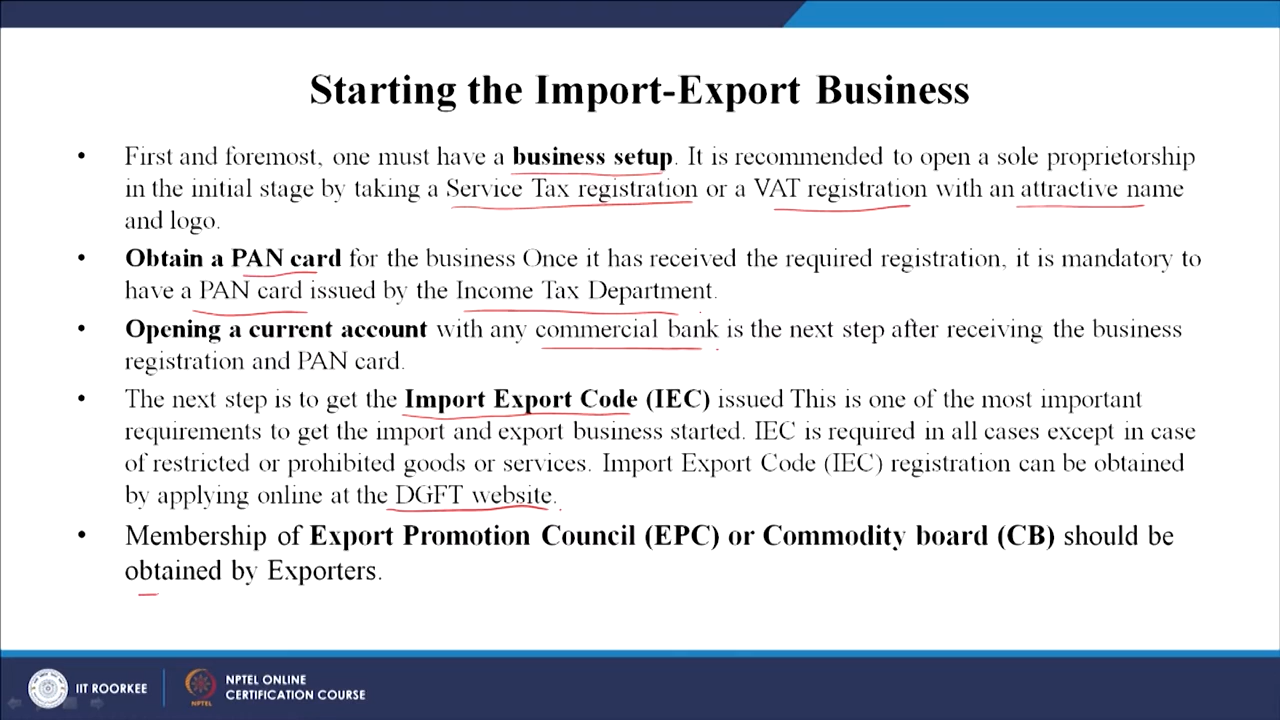 Starting the Import-Export Business
• First and foremost, one must have a business setup. It is recommended to open a sole proprietorship
in the initial stage by taking a Service Tax registration or a VAT registration with an attractive name
and logo.
• Obtain a PAN card for the business Once it has received the required registration, it is mandatory to
have a PAN card issued by the Income Tax Department.
• Opening a current account with any commercial bank is the next step after receiving the business
registration and PAN card.
• The next step is to get the Import Export Code (IEC) issued This is one of the most important
requirements to get the import and export business started. IEC is required in all cases except in case
of restricted or prohibited goods or services. Import Export Code (IEC) registration can be obtained
by applying online at the DGFT website.
• Membership of Export Promotion Council (EPC) or Commodity board (CB) should be
obtained by Exporters.
IIT ROORKEE
NPTEL
NPTEL ONLINE
CERTIFICATION COURSE